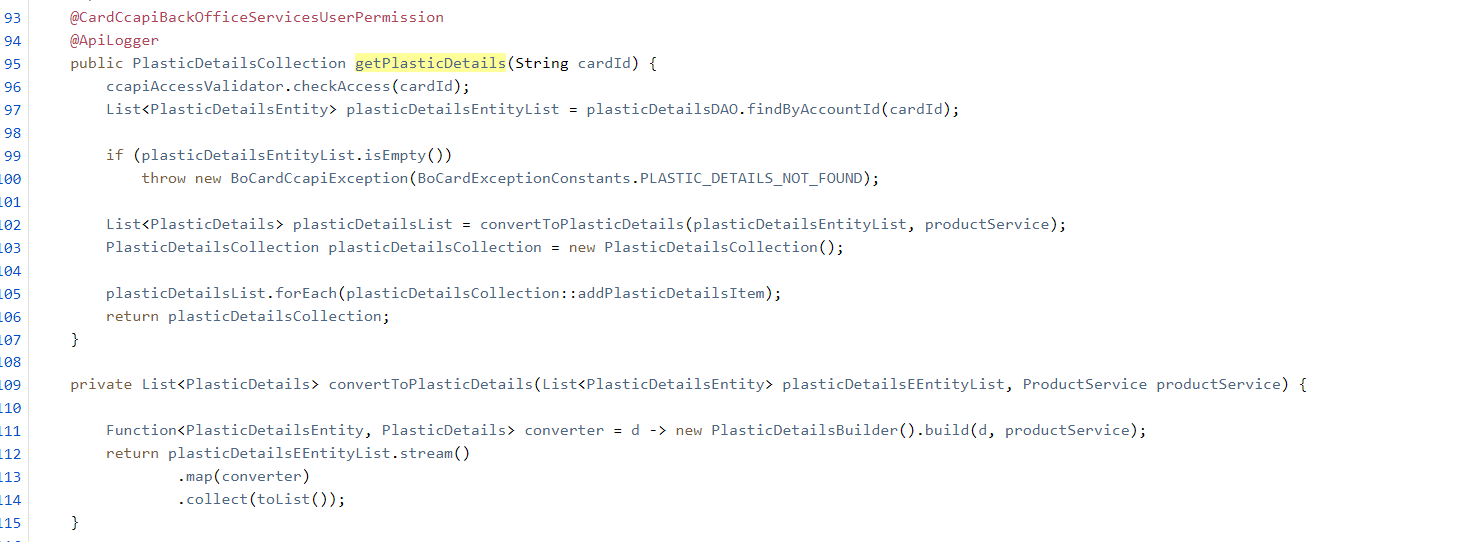 93 @CardCcapiBackOfficeServicesUserPermission
94 @ApiLogger
95 public PlasticDetailsCollection getPlasticDetails(String cardId) {
96 ccapiAccessValidator.checkAccess(cardId);
97 List<PlasticDetailsEntity> plasticDetailsEntityList = plasticDetailsDAO.findByAccountId(cardId);
98
99 if (plasticDetailsEntityList.isEmpty())
100 throw new BoCardCcapiException(BoCardExceptionConstants.PLASTIC_DETAILS_NOT_FOUND);
101
102 List<PlasticDetails> plasticDetailsList = convertToPlasticDetails(plasticDetailsEntityList, productService);
103 PlasticDetailsCollection plasticDetailsCollection = new PlasticDetailsCollection();
104
105 plasticDetailsList.forEach(plasticDetailsCollection::addPlasticDetailsItem);
106 return plasticDetailsCollection;
107 }
108
109 private List<PlasticDetails> convertToPlasticDetails(List<PlasticDetailsEntity> plasticDetailsEEntityList, ProductService productService) {
110
111 Function<PlasticDetailsEntity, PlasticDetails> converter = d -> new PlasticDetailsBuilder().build(d, productService);
112 return plasticDetailsEEntityList.stream()
113 .map(converter)
114 .collect(toList());
115 }